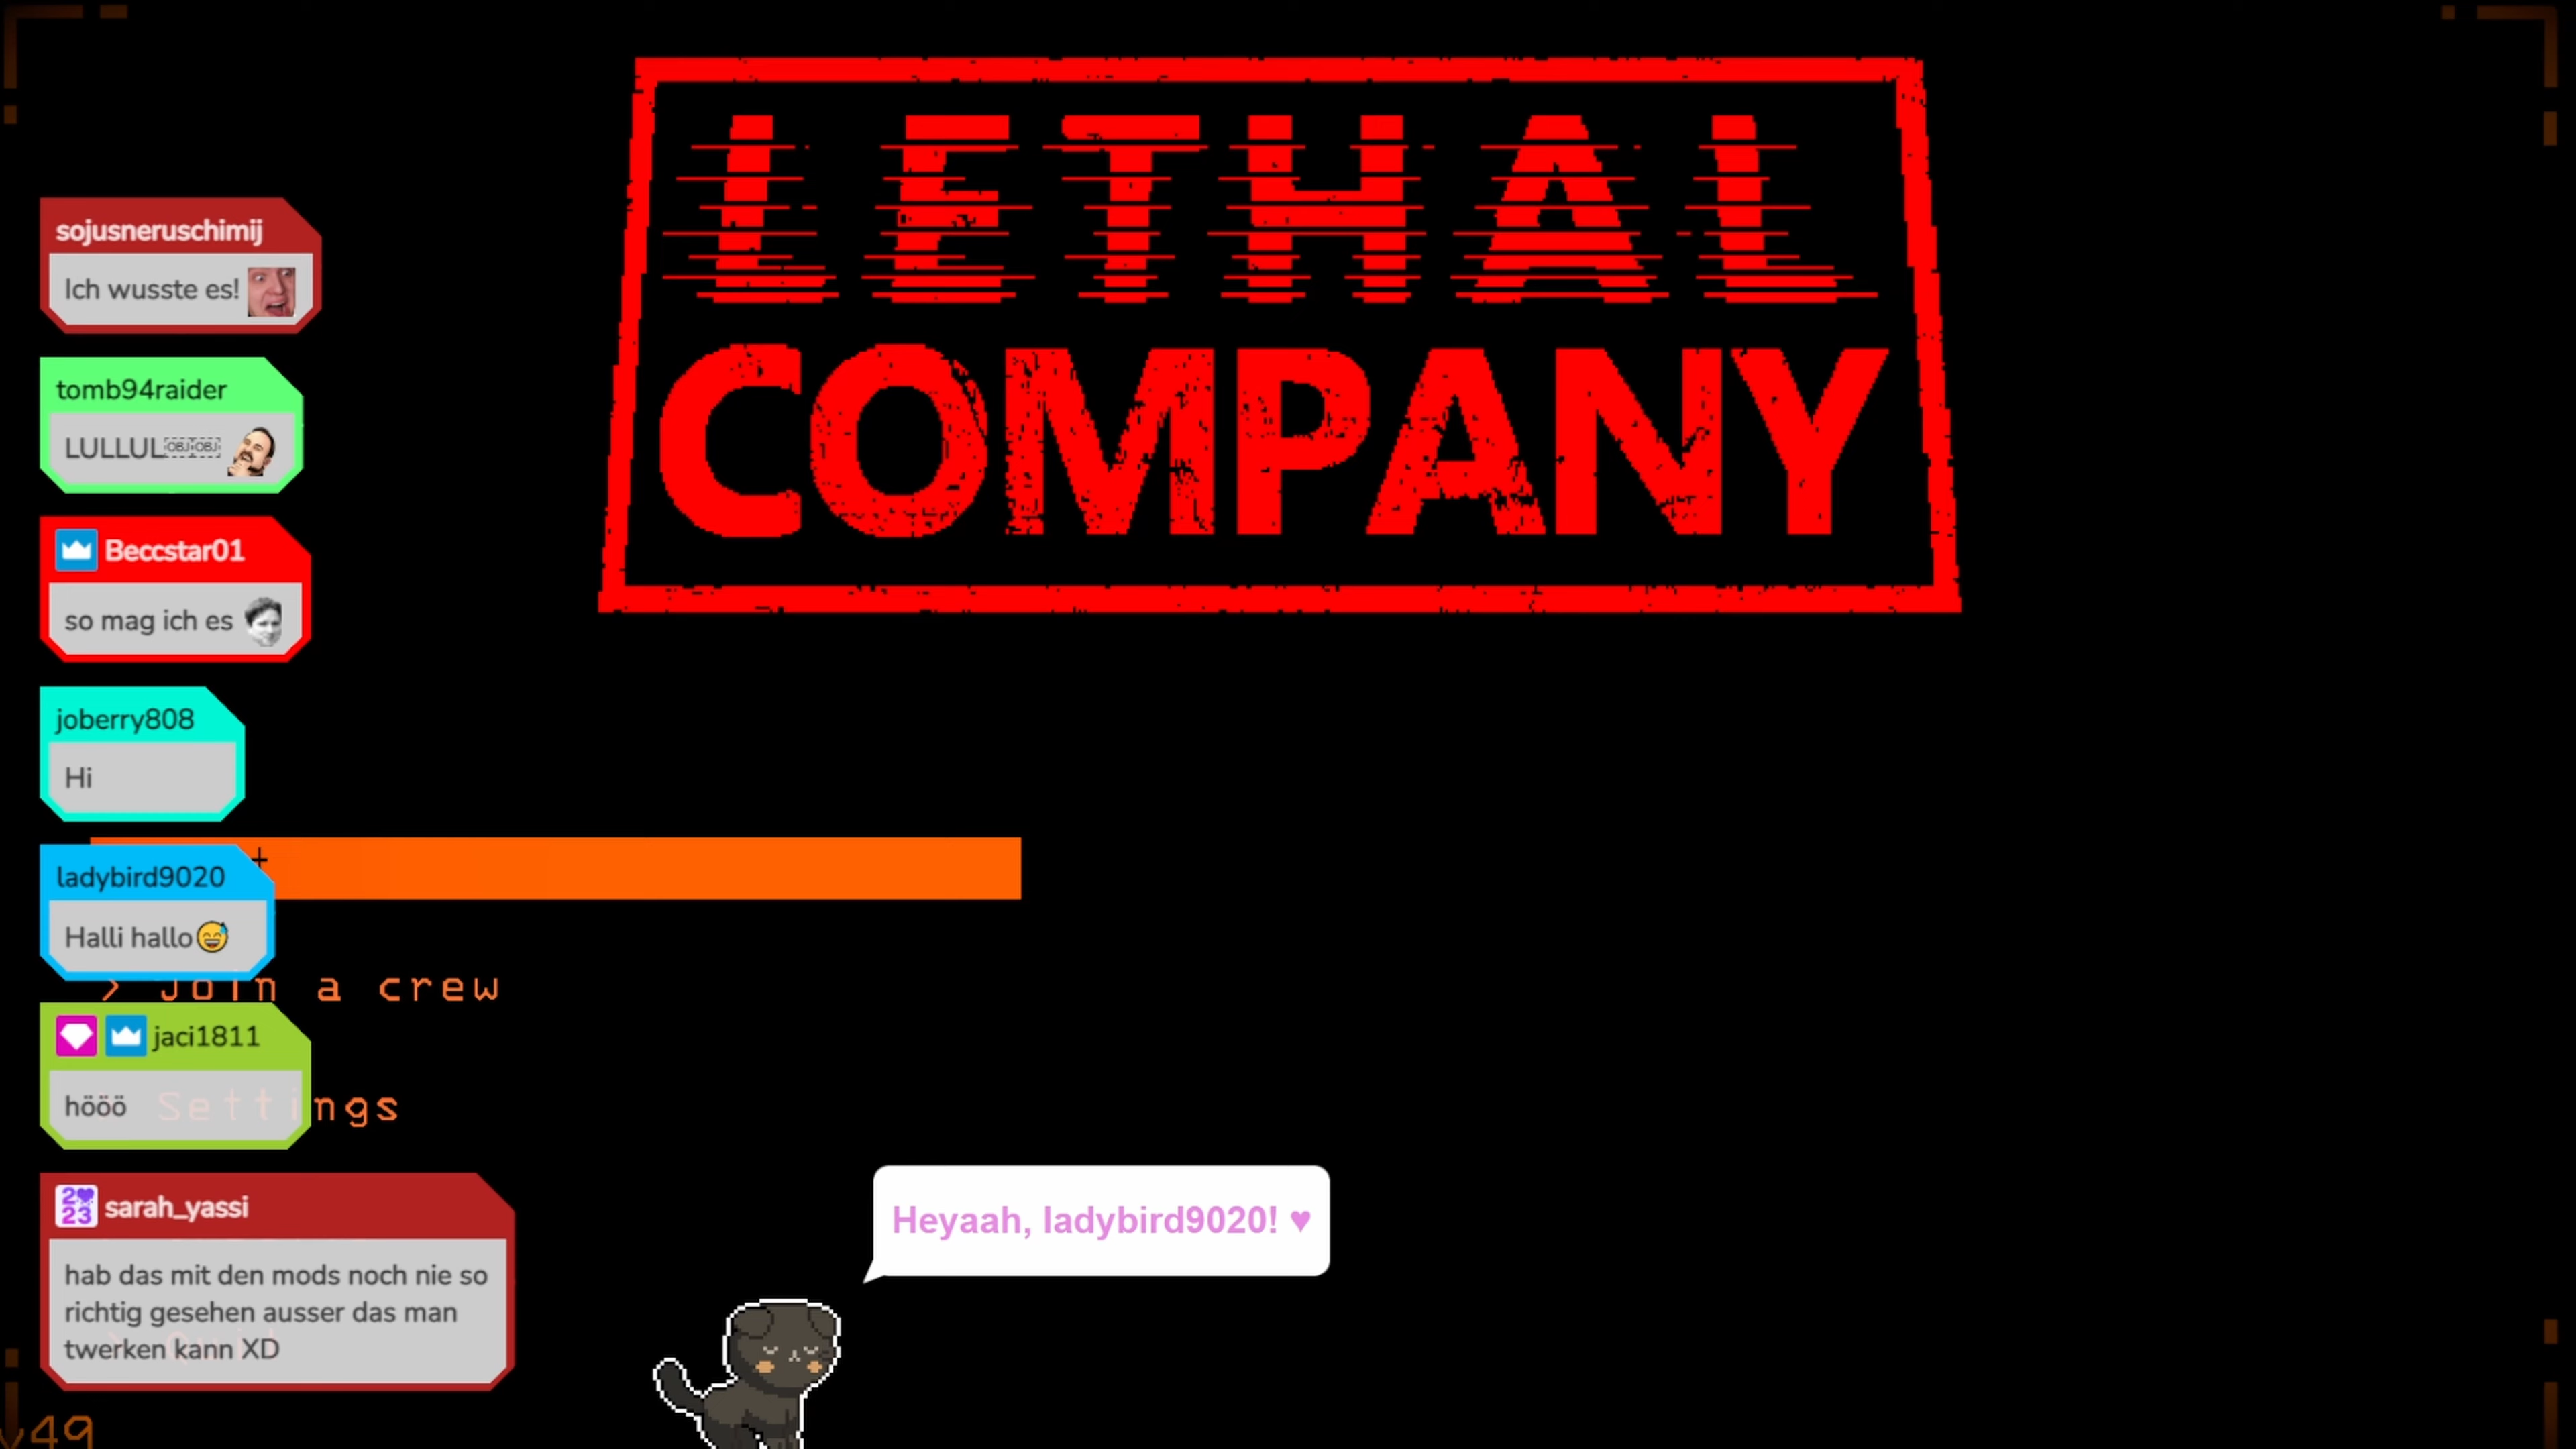 LETHAL
COMPANY
sojusneruschimij
Ich wusste es!
tomb94raider
LULLUL
Beccstar01
so mag ich es
joberry808
Hi
ladybird9020
Halli hallo😅
> Join a crew
jaci1811
hööö
Settings
2023
sarah_yassi
hab das mit den mods noch nie so
richtig gesehen ausser das man
twerken kann XD
Heyaah, ladybird9020! ♥
v49